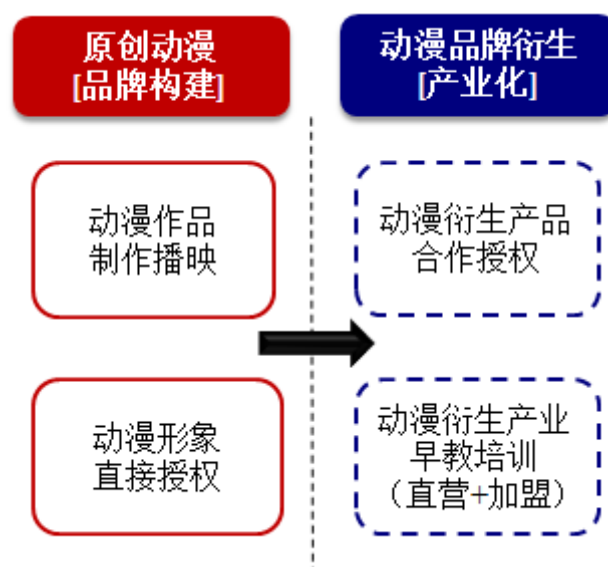 原创动漫
[品牌构建]
动漫作品
制作播映
动漫形象
直接授权
动漫品牌衍生
[产业化]
动漫衍生产品
合作授权
动漫衍生产业
早教培训
（直营+加盟）